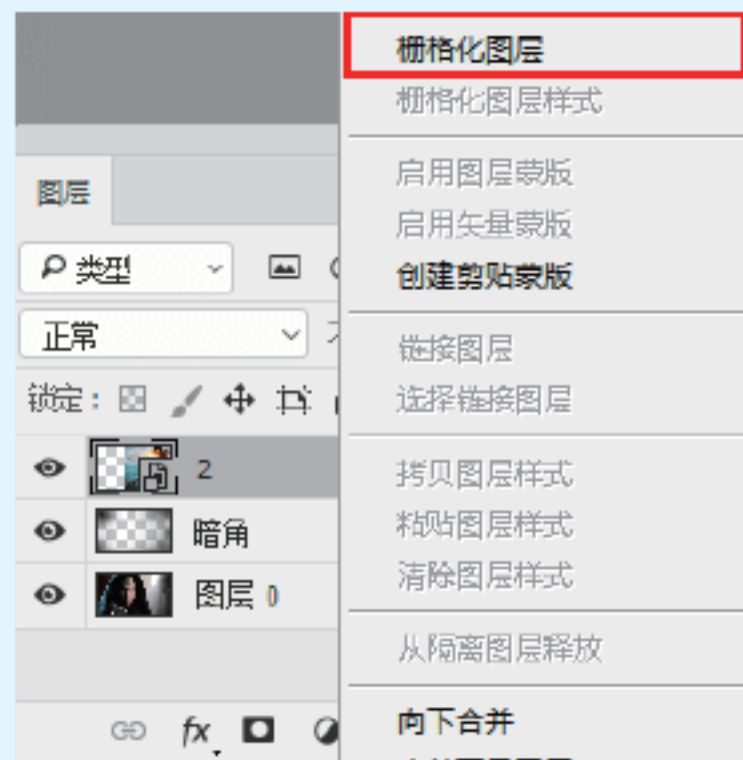 栅格化图层
栅格化图层样式
启用图层蒙版
启用矢量蒙版
创建剪贴蒙版
链接图层
选择链接图层
拷贝图层样式
粘贴图层样式
清除图层样式
从隔离图层释放
向下合并
图层
类型
正常
锁定：
2
暗角
图层 0
fx